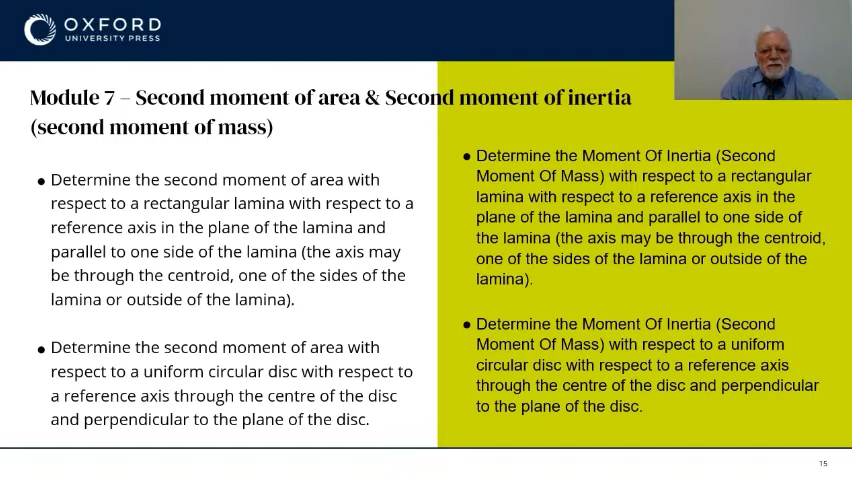 OXFORD
UNIVERSITY PRESS
Module 7 – Second moment of area & Second moment of inertia
(second moment of mass)
● Determine the second moment of area with
respect to a rectangular lamina with respect to a
reference axis in the plane of the lamina and
parallel to one side of the lamina (the axis may
be through the centroid, one of the sides of the
lamina or outside of the lamina).
● Determine the second moment of area with
respect to a uniform circular disc with respect to
a reference axis through the centre of the disc
and perpendicular to the plane of the disc.
● Determine the Moment Of Inertia (Second
Moment Of Mass) with respect to a rectangular
lamina with respect to a reference axis in the
plane of the lamina and parallel to one side of
the lamina (the axis may be through the centroid,
one of the sides of the lamina or outside of the
lamina).
● Determine the Moment Of Inertia (Second
Moment Of Mass) with respect to a uniform
circular disc with respect to a reference axis
through the centre of the disc and perpendicular
to the plane of the disc.
15